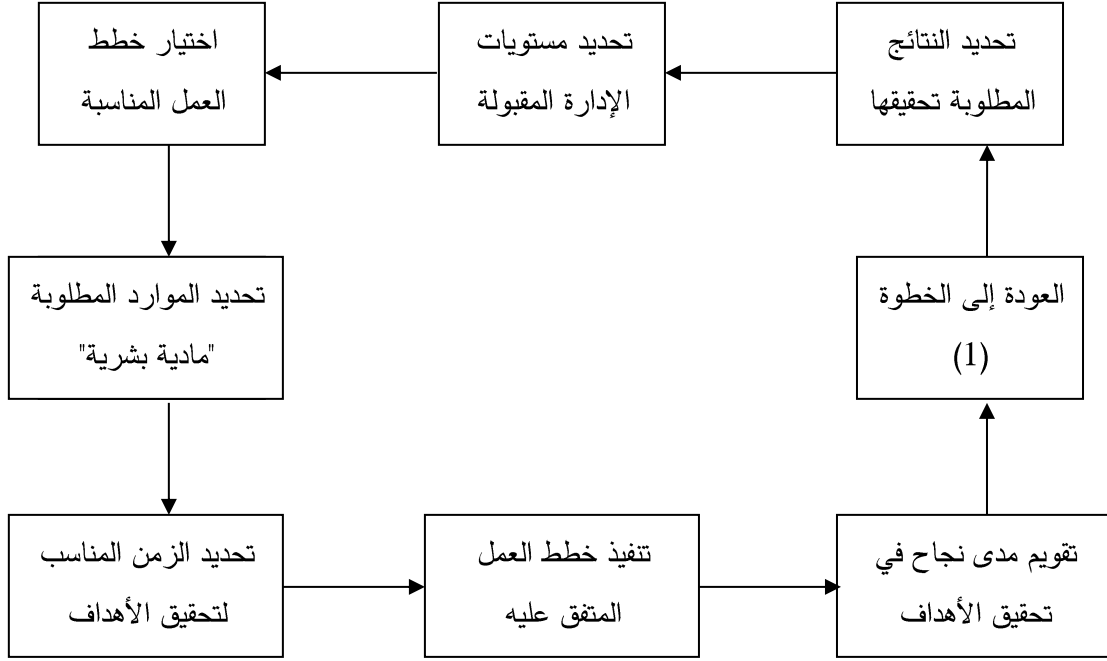 تحديد النتائج
المطلوبة تحقيقها
تحديد مستويات
الإدارة المقبولة
اختيار خطط
العمل المناسبة
تحديد الموارد المطلوبة
"مادية بشرية"
تحديد الزمن المناسب
لتحقيق الأهداف
تنفيذ خطط العمل
المتفق عليه
تقويم مدى نجاح في
تحقيق الأهداف
العودة إلى الخطوة
(1)